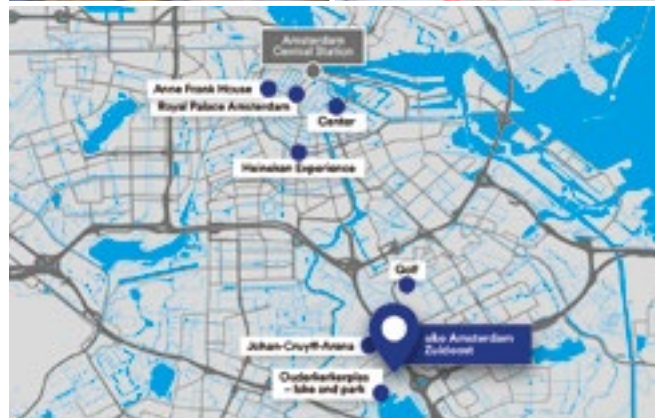 Amsterdam
Central Station
Anne Frank House
Royal Palace Amsterdam
Center
Heineken Experience
Golf
Amsterdam
Zuidoost
Johan-Cruyff-Arena
Ouderkerkerplas
– lake and park